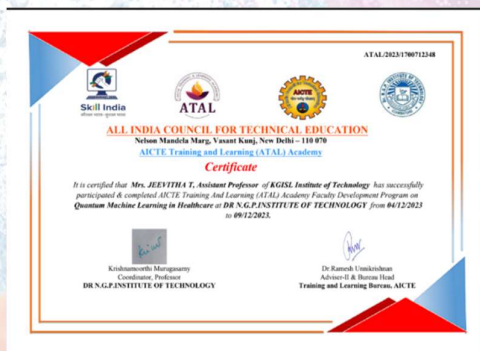 ATAL/2023/1700712348
Skill India
ATAL
AICTE
ALL INDIA COUNCIL FOR TECHNICAL EDUCATION
Nelson Mandela Marg, Vasant Kunj, New Delhi – 110 070
AICTE Training and Learning (ATAL) Academy
Certificate
It is certified that Mrs. JEEVITHA T, Assistant Professor of KGISL Institute of Technology has successfully
participated & completed AICTE Training And Learning (ATAL) Academy Faculty Development Program on
Quantum Machine Learning in Healthcare at DR N.G.P.INSTITUTE OF TECHNOLOGY from 04/12/2023
to 09/12/2023.
Krishnamoorthi Murugasamy
Coordinator, Professor
DR N.G.P.INSTITUTE OF TECHNOLOGY
Dr.Ramesh Unnikrishnan
Adviser-II & Bureau Head
Training and Learning Bureau, AICTE